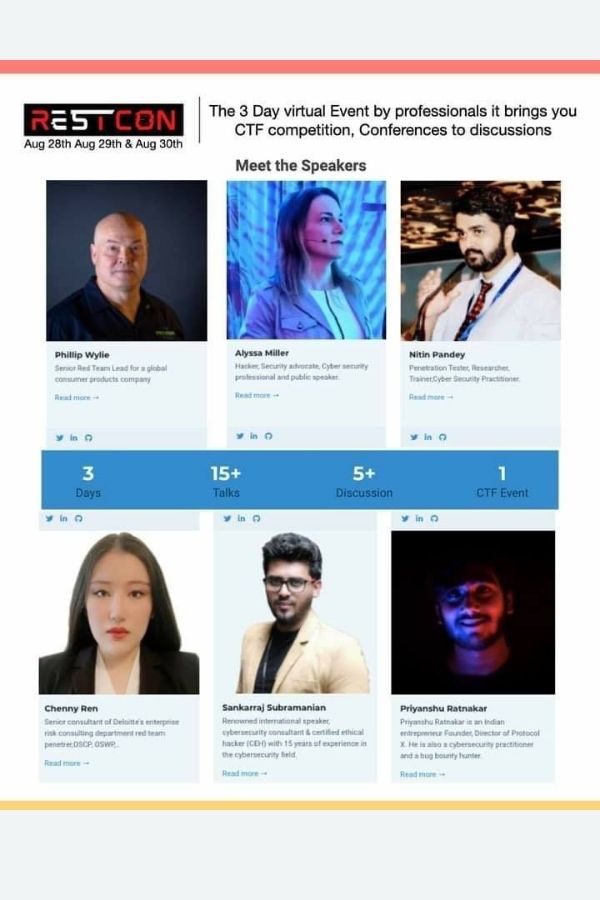 RESTCON
Aug 28th Aug 29th & Aug 30th
The 3 Day virtual Event by professionals it brings you
CTF competition, Conferences to discussions
Meet the Speakers
Phillip Wylie
Senior Red Team Lead for a global
consumer products company
Read more →
Alyssa Miller
Hacker, Security advocate, Cyber security
professional and public speaker.
Read more →
Nitin Pandey
Penetration Tester, Researcher,
Trainer,Cyber Security Practitioner.
Read more →
3
Days
15+
Talks
5+
Discussion
1
CTF Event
Chenny Ren
Senior consultant of Deloitte's enterprise
risk consulting department red team
penetrer,OSCP, OSWP,..
Read more →
Sankarraj Subramanian
Renowned international speaker,
cybersecurity consultant & certified ethical
hacker (CEH) with 15 years of experience in
the cybersecurity field.
Read more →
Priyanshu Ratnakar
Priyanshu Ratnakar is an Indian
entrepreneur Founder, Director of Protocol
X. He is also a cybersecurity practitioner
and a bug bounty hunter.
Read more →